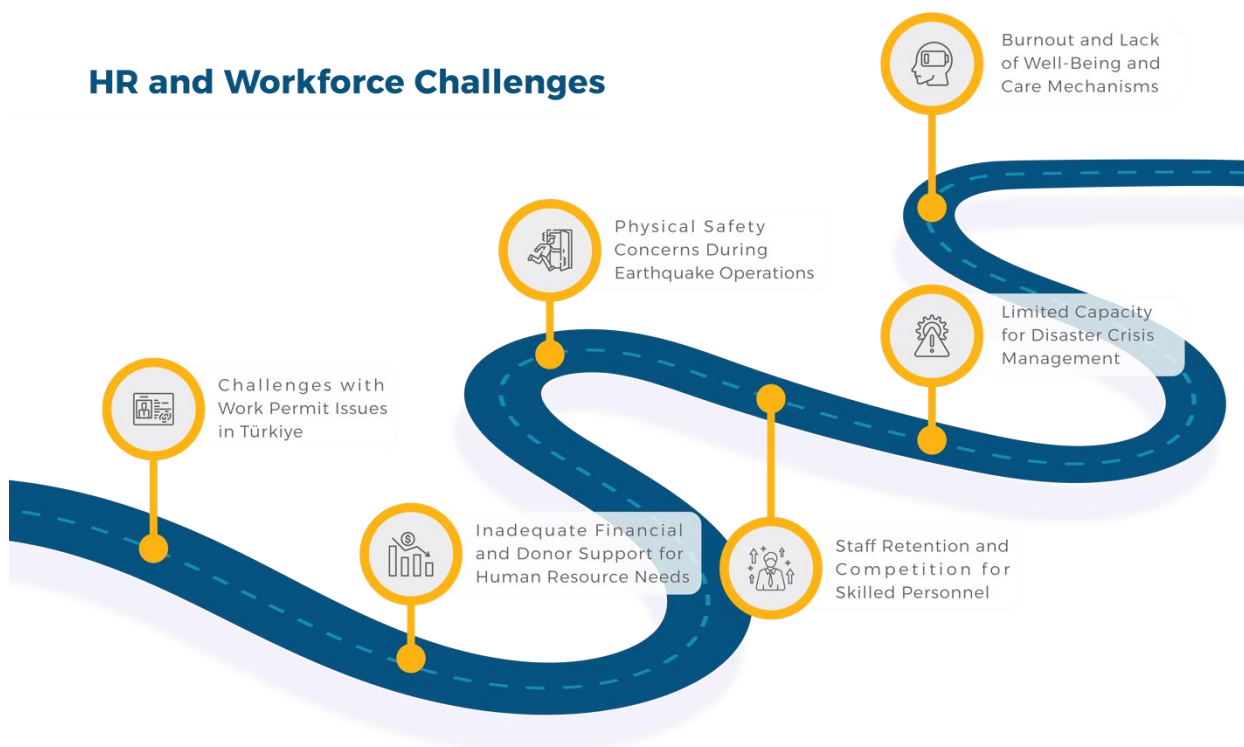 HR and Workforce Challenges
Burnout and Lack
of Well-Being and
Care Mechanisms
Physical Safety
Concerns During
Earthquake Operations
Limited Capacity
for Disaster Crisis
Management
Challenges with
Work Permit Issues
in Türkiye
Inadequate Financial
and Donor Support for
Human Resource Needs
Staff Retention and
Competition for
Skilled Personnel